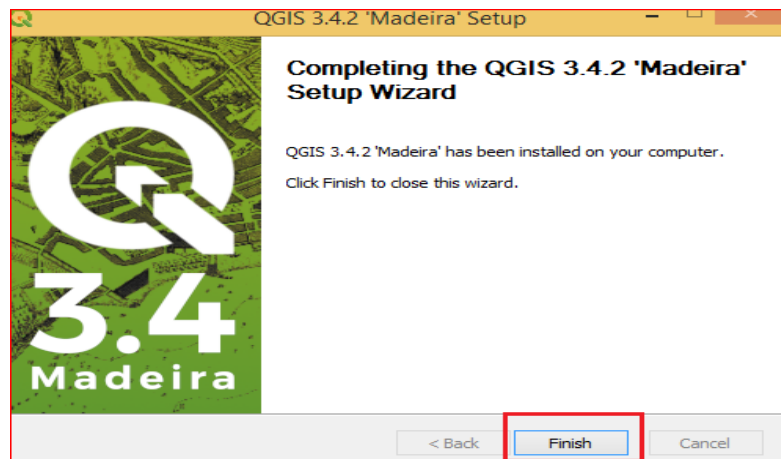 QGIS 3.4.2 'Madeira' Setup
Completing the QGIS 3.4.2 'Madeira'
Setup Wizard
QGIS 3.4.2 'Madeira' has been installed on your computer.
Click Finish to close this wizard.
3.4
Madeira
< Back
Finish
Cancel